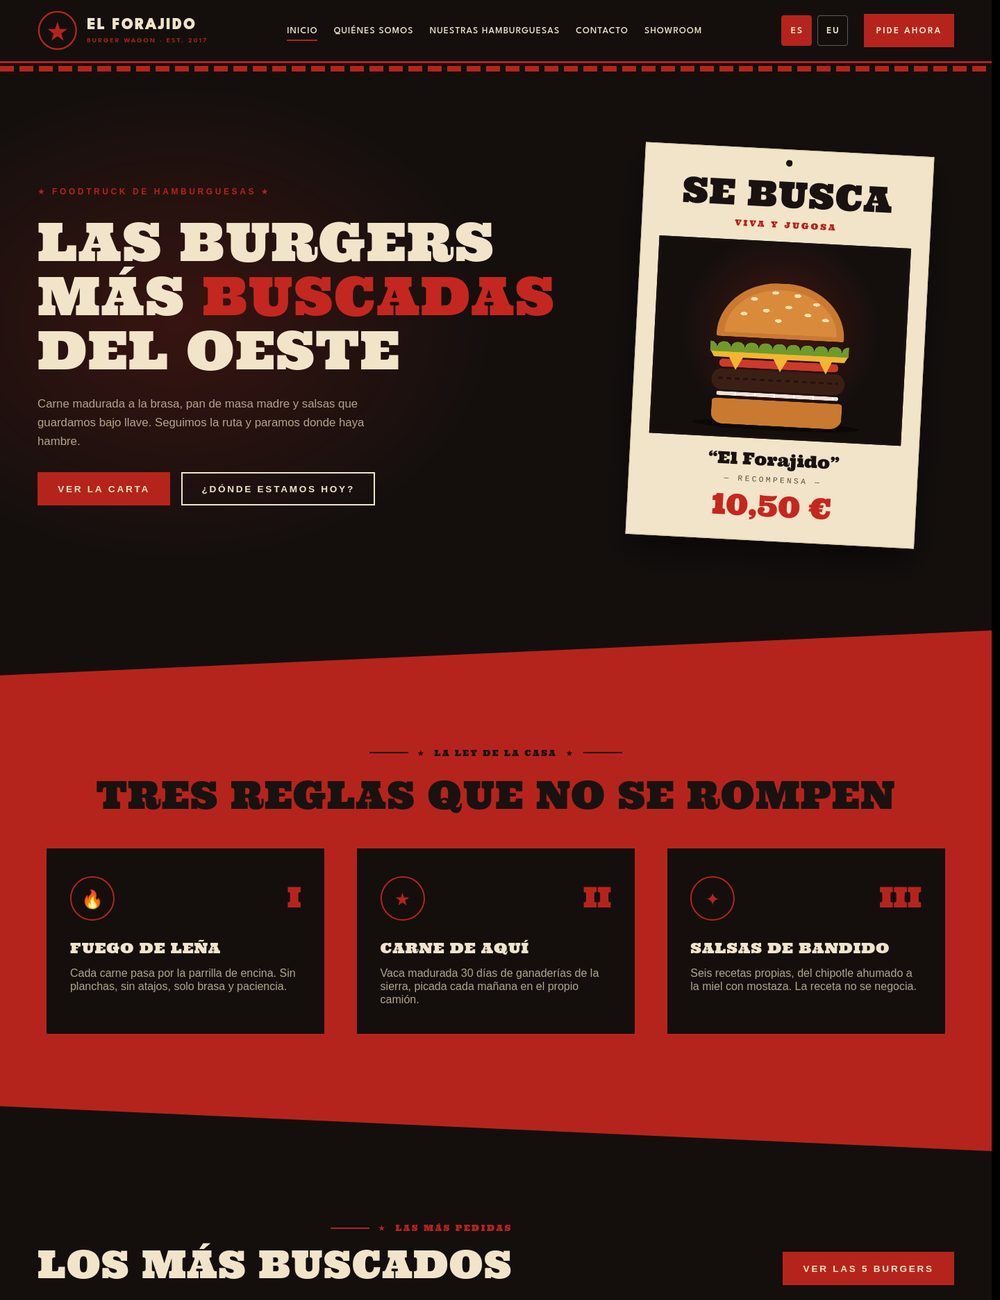 EL FORAJIDO
BURGER WAGON · EST. 2017
INICIO
QUIÉNES SOMOS
NUESTRAS HAMBURGUESAS
CONTACTO
SHOWROOM
ES
EU
PIDE AHORA
★ FOODTRUCK DE HAMBURGUESAS ★
LAS BURGERS
MÁS BUSCADAS
DEL OESTE
Carne madurada a la brasa, pan de masa madre y salsas que
guardamos bajo llave. Seguimos la ruta y paramos donde haya
hambre.
VER LA CARTA
¿DÓNDE ESTAMOS HOY?
SE BUSCA
VIVA Y JUGOSA
“El Forajido”
— RECOMPENSA —
10,50 €
★ LA LEY DE LA CASA ★
TRES REGLAS QUE NO SE ROMPEN
I
FUEGO DE LEÑA
Cada carne pasa por la parrilla de encina. Sin
planchas, sin atajos, solo brasa y paciencia.
II
CARNE DE AQUÍ
Vaca madurada 30 días de ganaderías de la
sierra, picada cada mañana en el propio
camión.
III
SALSAS DE BANDIDO
Seis recetas propias, del chipotle ahumado a
la miel con mostaza. La receta no se negocia.
★ LAS MÁS PEDIDAS
LOS MÁS BUSCADOS
VER LAS 5 BURGERS